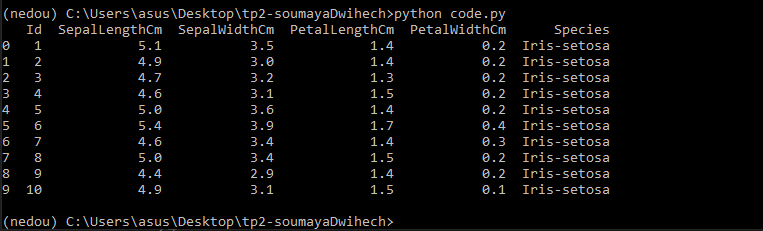 (nedou) C:\Users\asus\Desktop\tp2-soumayaDwihech>python code.py
Id SepalLengthCm SepalWidthCm PetalLengthCm PetalWidthCm Species
0 1 5.1 3.5 1.4 0.2 Iris-setosa
1 2 4.9 3.0 1.4 0.2 Iris-setosa
2 3 4.7 3.2 1.3 0.2 Iris-setosa
3 4 4.6 3.1 1.5 0.2 Iris-setosa
4 5 5.0 3.6 1.4 0.2 Iris-setosa
5 6 5.4 3.9 1.7 0.4 Iris-setosa
6 7 4.6 3.4 1.4 0.3 Iris-setosa
7 8 5.0 3.4 1.5 0.2 Iris-setosa
8 9 4.4 2.9 1.4 0.2 Iris-setosa
9 10 4.9 3.1 1.5 0.1 Iris-setosa
(nedou) C:\Users\asus\Desktop\tp2-soumayaDwihech>